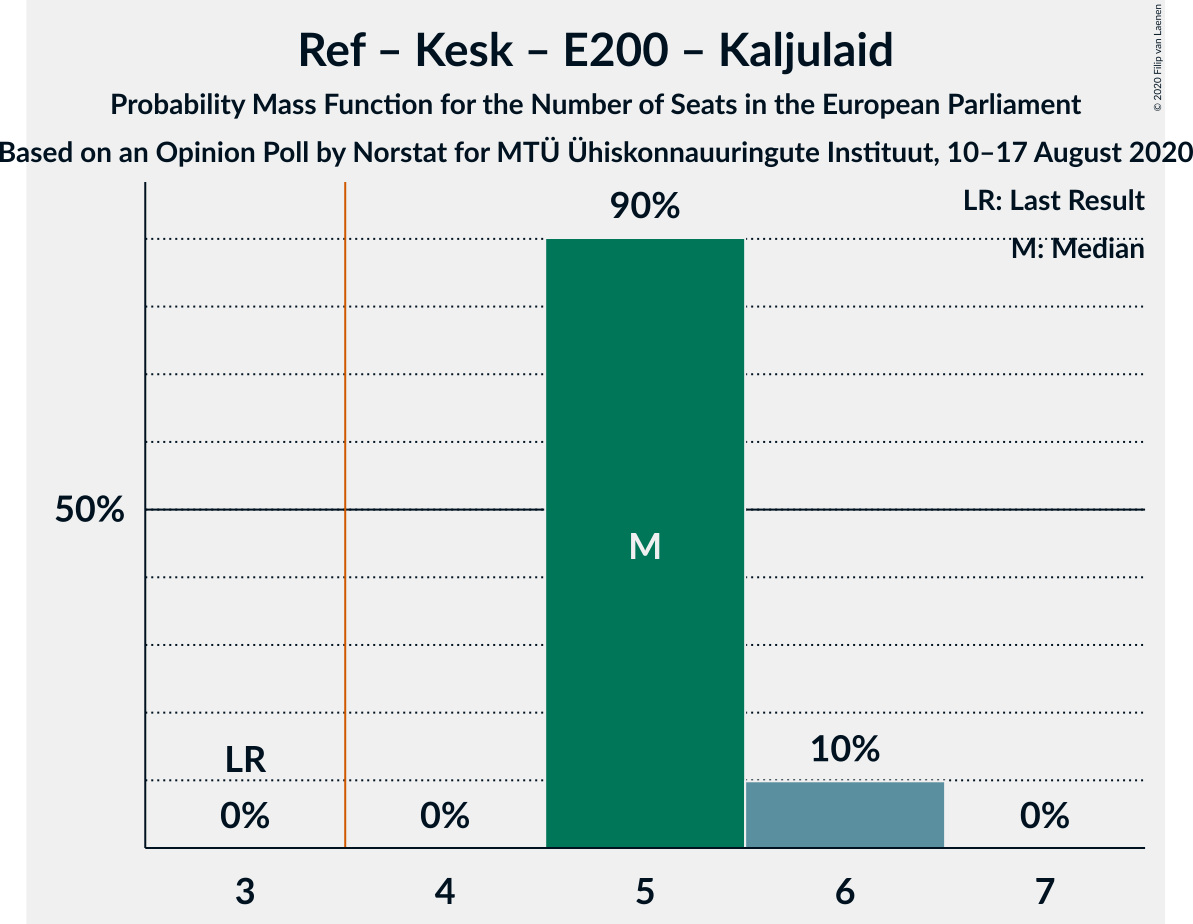 Ref – Kesk – E200 – Kaljulaid
Probability Mass Function for the Number of Seats in the European Parliament
Based on an Opinion Poll by Norstat for MTÜ Ühiskonnauuringute Instituut, 10–17 August 2020
© 2020 Filip van Laenen
LR: Last Result
M: Median
90%
50%
M
LR
10%
0%
0%
0%
3
4
5
6
7